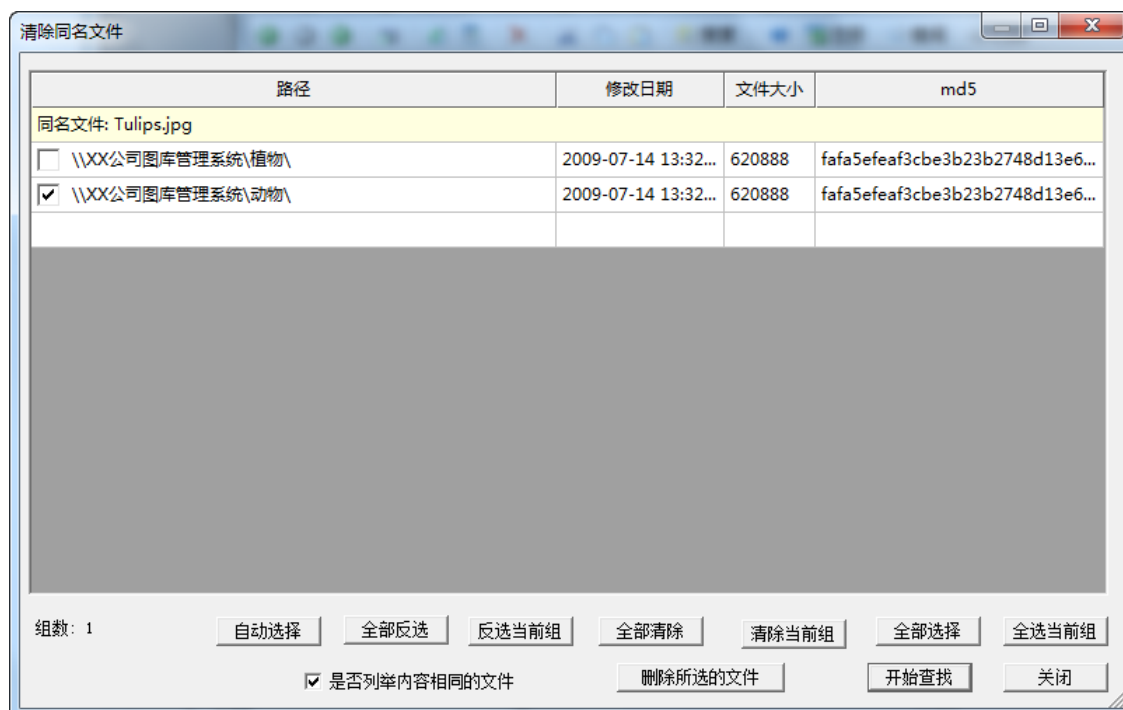 清除同名文件
路径 修改日期 文件大小 md5
同名文件: Tulips.jpg
\\XX公司图库管理系统\植物\ 2009-07-14 13:32... 620888 fafa5efeaf3cbe3b23b2748d13e6...
\\XX公司图库管理系统\动物\ 2009-07-14 13:32... 620888 fafa5efeaf3cbe3b23b2748d13e6...
组数: 1 自动选择 全部反选 反选当前组 全部清除 清除当前组 全部选择 全选当前组
是否列举内容相同的文件 删除所选的文件 开始查找 关闭